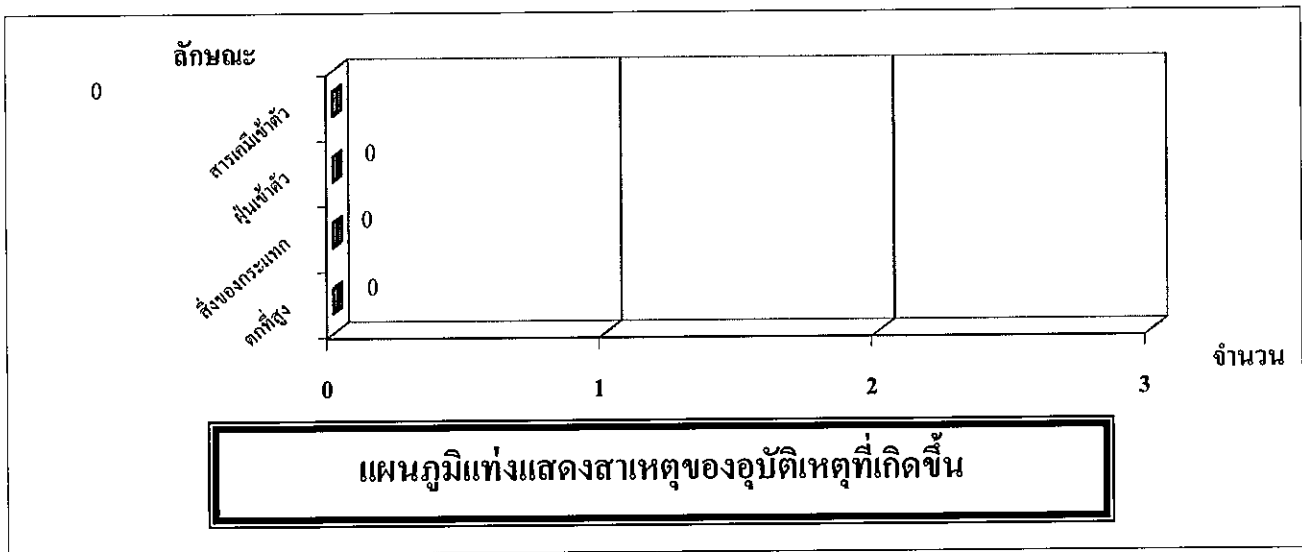 ลักษณะ
0
สารเคมีเข้าตัว
0
ฝุ่นเข้าตัว
0
สิ่งของกระแทก
0
ตกที่สูง
0 1 2 3
จำนวน
แผนภูมิแท่งแสดงสาเหตุของอุบัติเหตุที่เกิดขึ้น